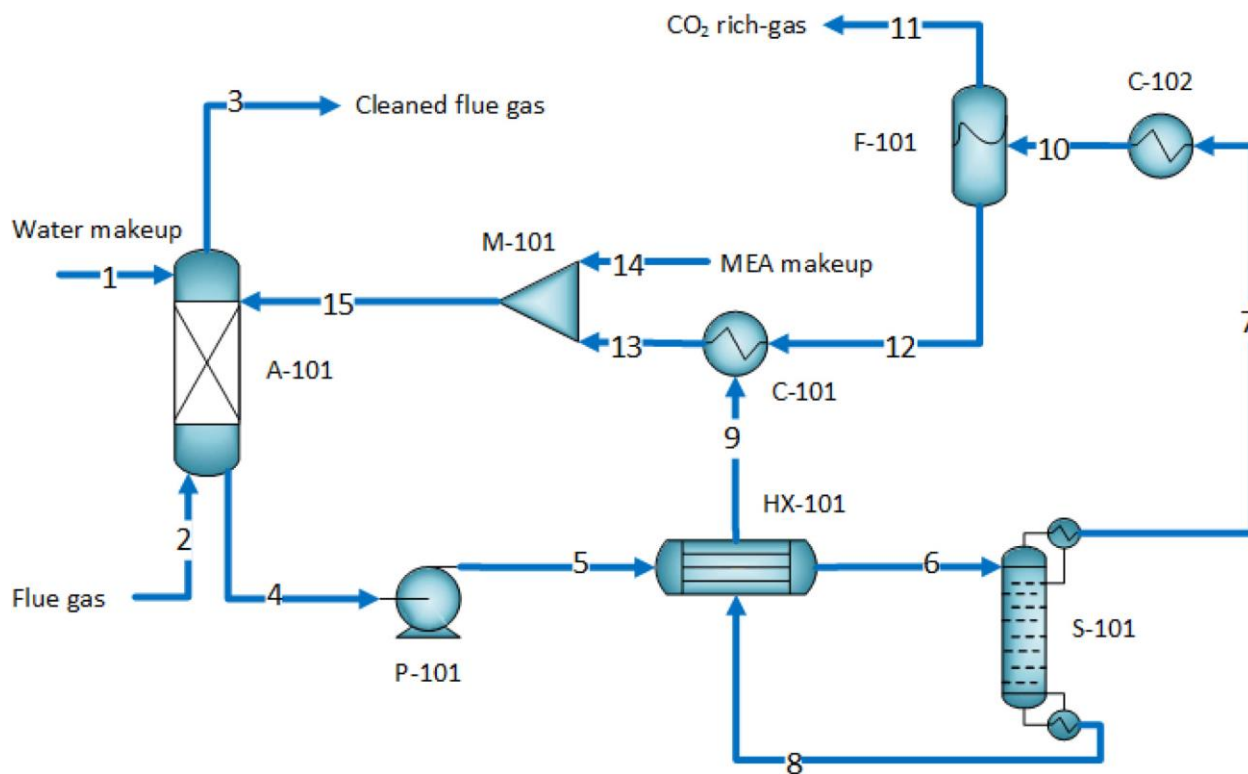 CO₂ rich-gas
11
C-102
3
Cleaned flue gas
F-101
10
Water makeup
M-101
1
14
MEA makeup
15
13
12
7
A-101
C-101
9
HX-101
2
5
6
Flue gas
4
S-101
P-101
8